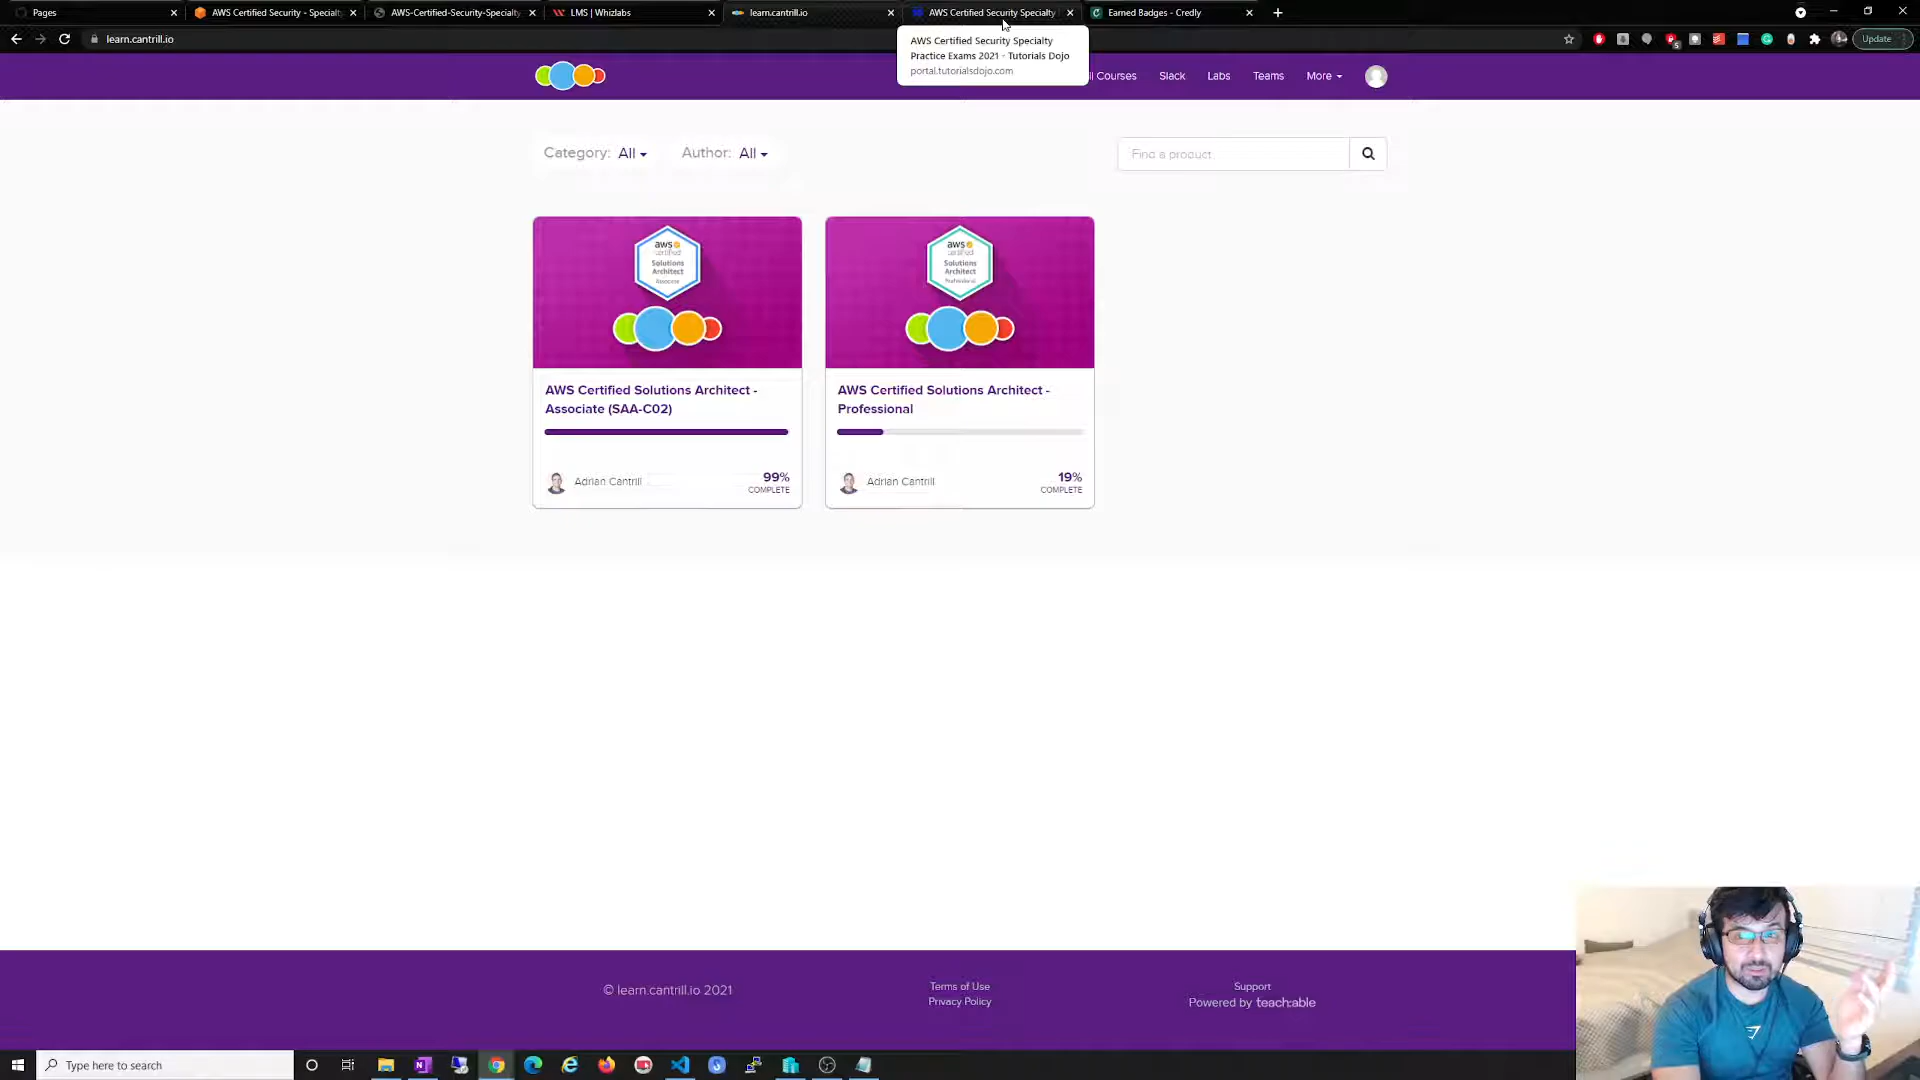 Pages
AWS Certified Security - Specialt
AWS-Certified-Security-Specialty
LMS | Whizlabs
learn.cantrill.io
AWS Certified Security Specialty
Earned Badges - Credly
learn.cantrill.io
Update
AWS Certified Security Specialty
Practice Exams 2021 - Tutorials Dojo
portal.tutorialsdojo.com
ll Courses
Slack
Labs
Teams
More
Category: All
Author: All
Find a product
aws
certified
Solutions
Architect
Associate
AWS Certified Solutions Architect -
Associate (SAA-C02)
Adrian Cantrill
99%
COMPLETE
aws
certified
Solutions
Architect
Professional
AWS Certified Solutions Architect -
Professional
Adrian Cantrill
19%
COMPLETE
© learn.cantrill.io 2021
Terms of Use
Privacy Policy
Support
Powered by teach:able
Type here to search